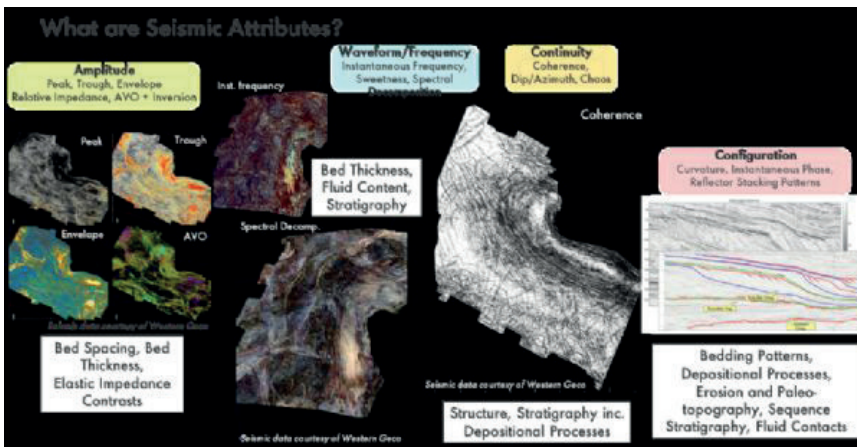 What are Seismic Attributes?
Amplitude
Peak, Trough, Envelope
Relative Impedance, AVO + Inversion
Peak
Trough
Envelope
AVO
Seismic data courtesy of Western Geco
Bed Spacing, Bed
Thickness,
Elastic Impedance
Contrasts
Waveform/Frequency
Instantaneous Frequency,
Sweetness, Spectral
Decomposition
Inst. frequency
Bed Thickness,
Fluid Content,
Stratigraphy
Spectral Decomp.
Seismic data courtesy of Western Geco
Continuity
Coherence,
Dip/Azimuth, Chaos
Coherence
Seismic data courtesy of Western Geco
Structure, Stratigraphy inc.
Depositional Processes
Configuration
Curvature, Instantaneous Phase,
Reflector Stacking Patterns
Bedding Patterns,
Depositional Processes,
Erosion and Paleo-
topography, Sequence
Stratigraphy, Fluid Contacts